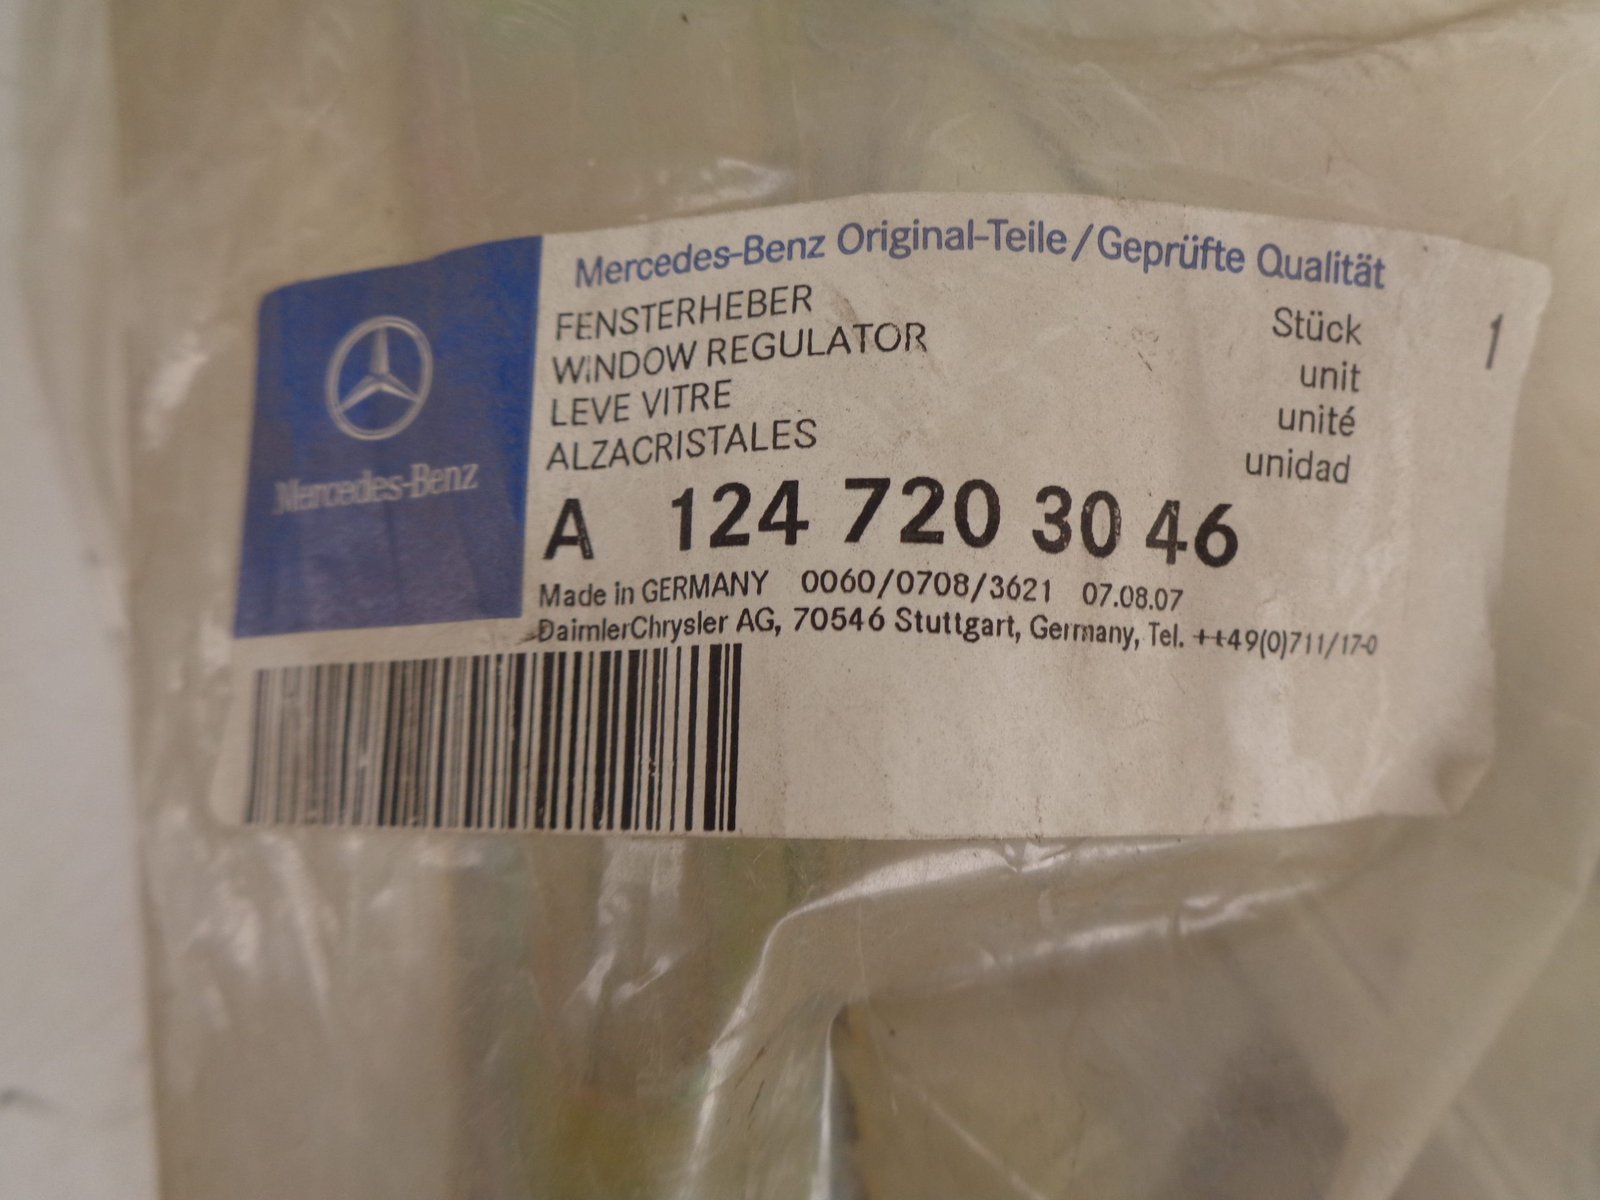 Mercedes-Benz
Mercedes-Benz Original-Teile/Geprüfte Qualität
FENSTERHEBER
WINDOW REGULATOR
LEVE VITRE
ALZACRISTALES
Stück 1
unit
unité
unidad
A 124 720 30 46
Made in GERMANY 0060/0708/3621 07.08.07
DaimlerChrysler AG, 70546 Stuttgart, Germany, Tel. ++49(0)711/17-0